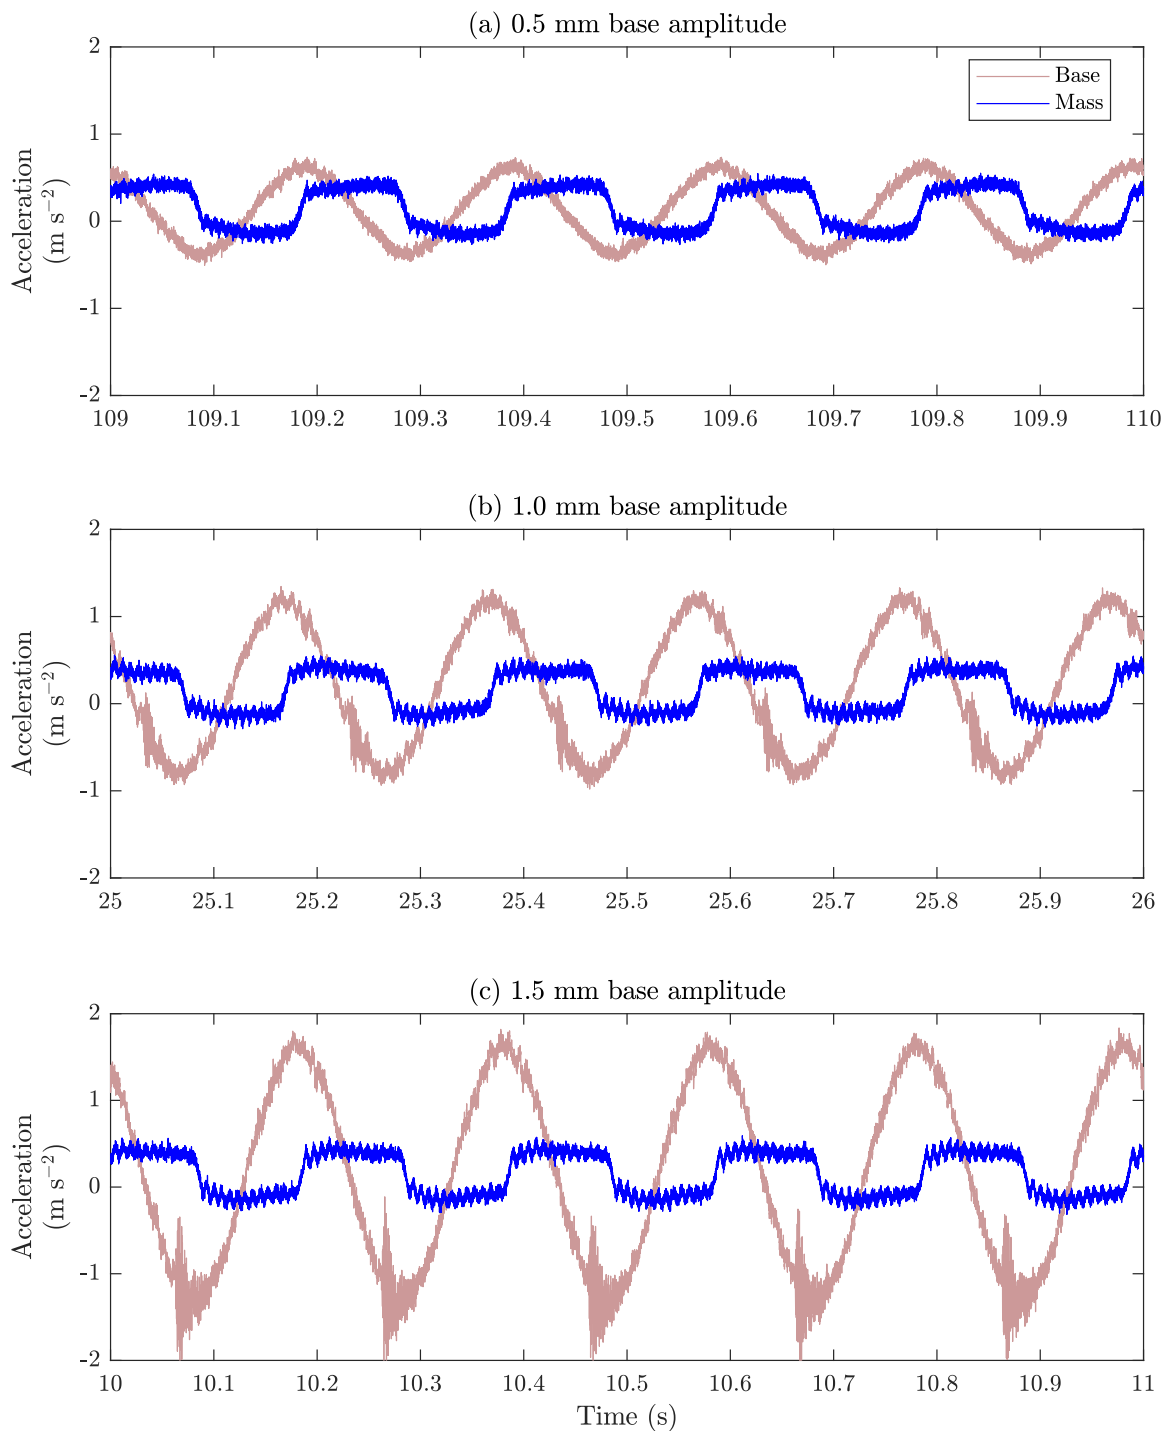 (a) 0.5 mm base amplitude
2
1
0
-1
-2
Acceleration
(m s⁻²)
Base
Mass
109 109.1 109.2 109.3 109.4 109.5 109.6 109.7 109.8 109.9 110
(b) 1.0 mm base amplitude
2
1
0
-1
-2
Acceleration
(m s⁻²)
25 25.1 25.2 25.3 25.4 25.5 25.6 25.7 25.8 25.9 26
(c) 1.5 mm base amplitude
2
1
0
-1
-2
Acceleration
(m s⁻²)
10 10.1 10.2 10.3 10.4 10.5 10.6 10.7 10.8 10.9 11
Time (s)